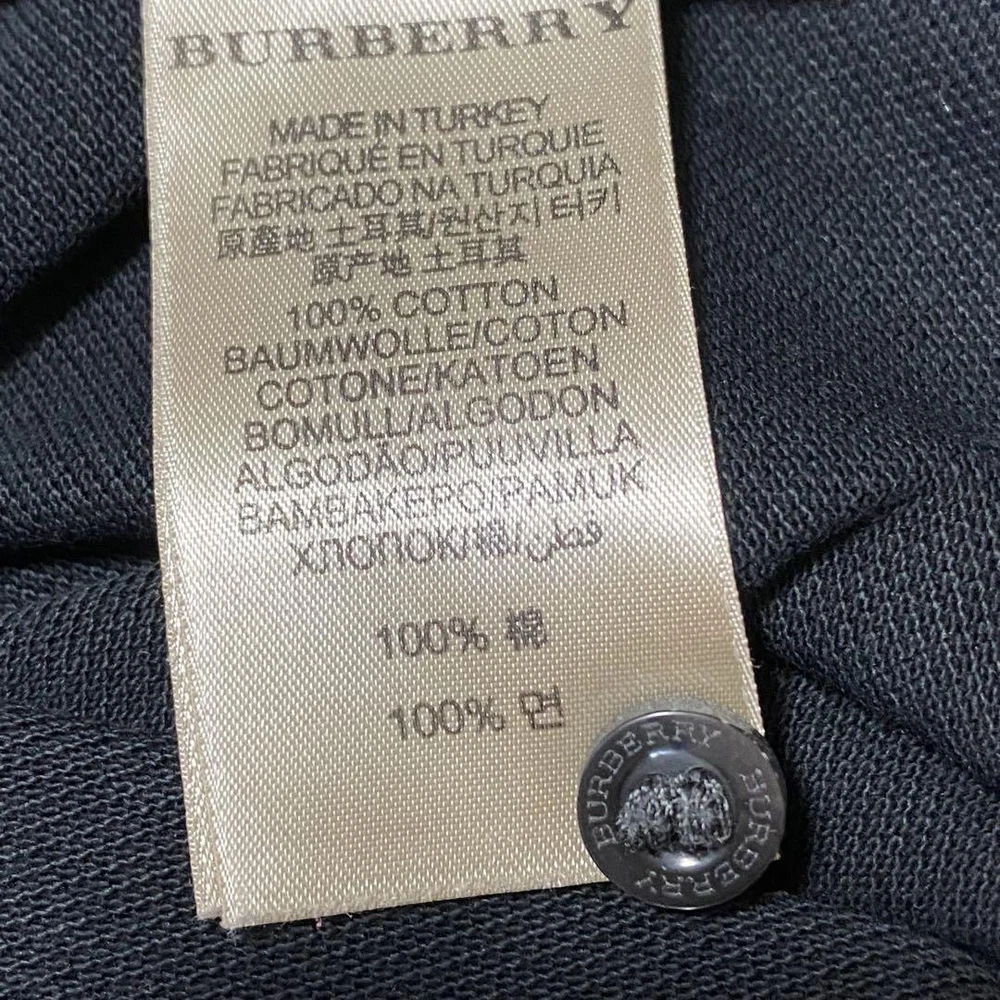 BURBERRY
MADE IN TURKEY
FABRIQUÉ EN TURQUIE
FABRICADO NA TURQUIA
原產地 土耳其/원산지 터키
原产地 土耳其
100% COTTON
BAUMWOLLE/COTON
COTONE/KATOEN
BOMULL/ALGODON
ALGODÃO/PUUVILLA
BAMBAKEPO/PAMUK
ХЛОПОК/棉/قطن
100% 棉
100% 면
BURBERRY BURBERRY BURBERRY